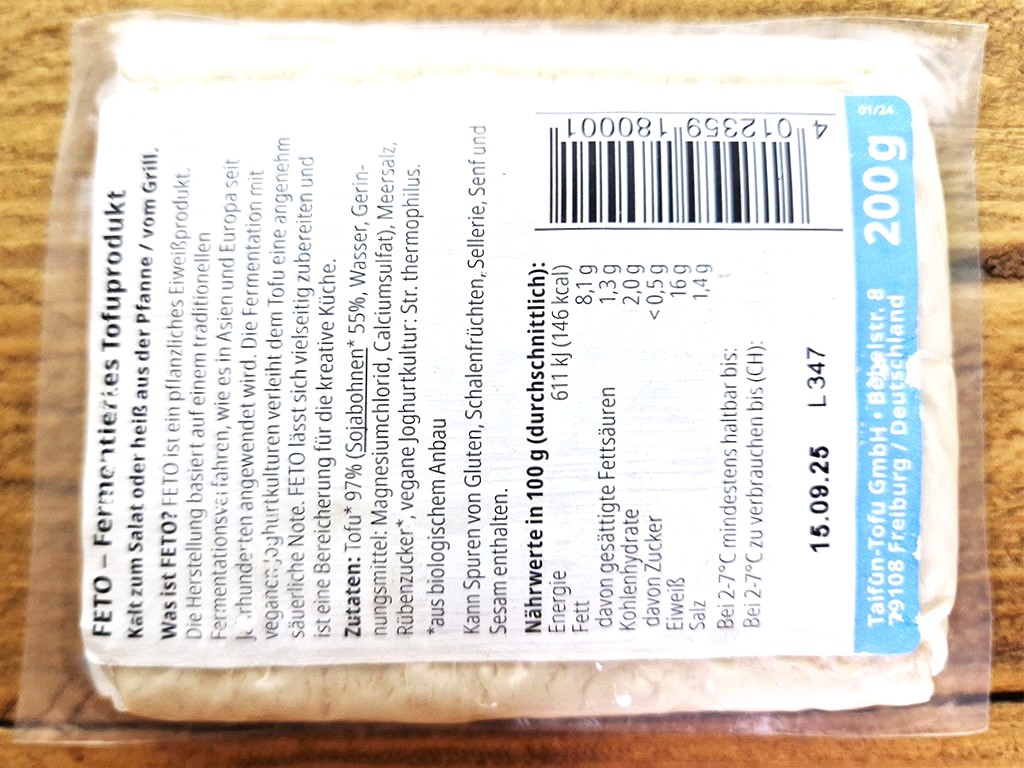 FETO – Fermentiertes Tofuprodukt
Kalt zum Salat oder heiß aus der Pfanne / vom Grill.
Was ist FETO? FETO ist ein pflanzliches Eiweißprodukt.
Die Herstellung basiert auf einem traditionellen
Fermentationsverfahren, wie es in Asien und Europa seit
Jahrhunderten angewendet wird. Die Fermentation mit
veganen Joghurtkulturen verleiht dem Tofu eine angenehm
säuerliche Note. FETO lässt sich vielseitig zubereiten und
ist eine Bereicherung für die kreative Küche.
Zutaten: Tofu* 97% (Sojabohnen* 55%, Wasser, Gerin-
nungsmittel: Magnesiumchlorid, Calciumsulfat), Meersalz,
Rübenzucker*, vegane Joghurtkultur: Str. thermophilus.
*aus biologischem Anbau
Kann Spuren von Gluten, Schalenfrüchten, Sellerie, Senf und
Sesam enthalten.
Nährwerte in 100 g (durchschnittlich):
Energie 611 kJ (146 kcal)
Fett 8,1 g
davon gesättigte Fettsäuren 1,3 g
Kohlenhydrate 2,0 g
davon Zucker <0,5 g
Eiweiß 16 g
Salz 1,4 g
Bei 2-7°C mindestens haltbar bis:
Bei 2-7°C zu verbrauchen bis (CH):
15.09.25 L347
4 012359 180001
Taifun-Tofu GmbH • Bebelstr. 8
79108 Freiburg / Deutschland
200 g
01/24